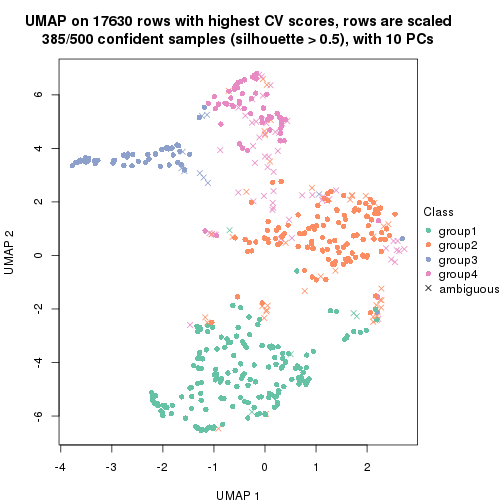 UMAP on 17630 rows with highest CV scores, rows are scaled
385/500 confident samples (silhouette > 0.5), with 10 PCs
6
4
2
0
-2
-4
-6
UMAP 2
-4
-3
-2
-1
0
1
2
UMAP 1
Class
group1
group2
group3
group4
ambiguous